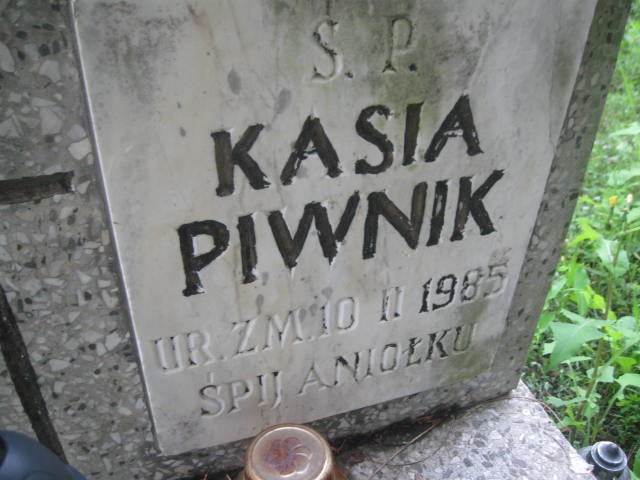 Ś. P.
KASIA
PIWNIK
UR. ZM. 10 II 1985
ŚPIJ ANIOŁKU